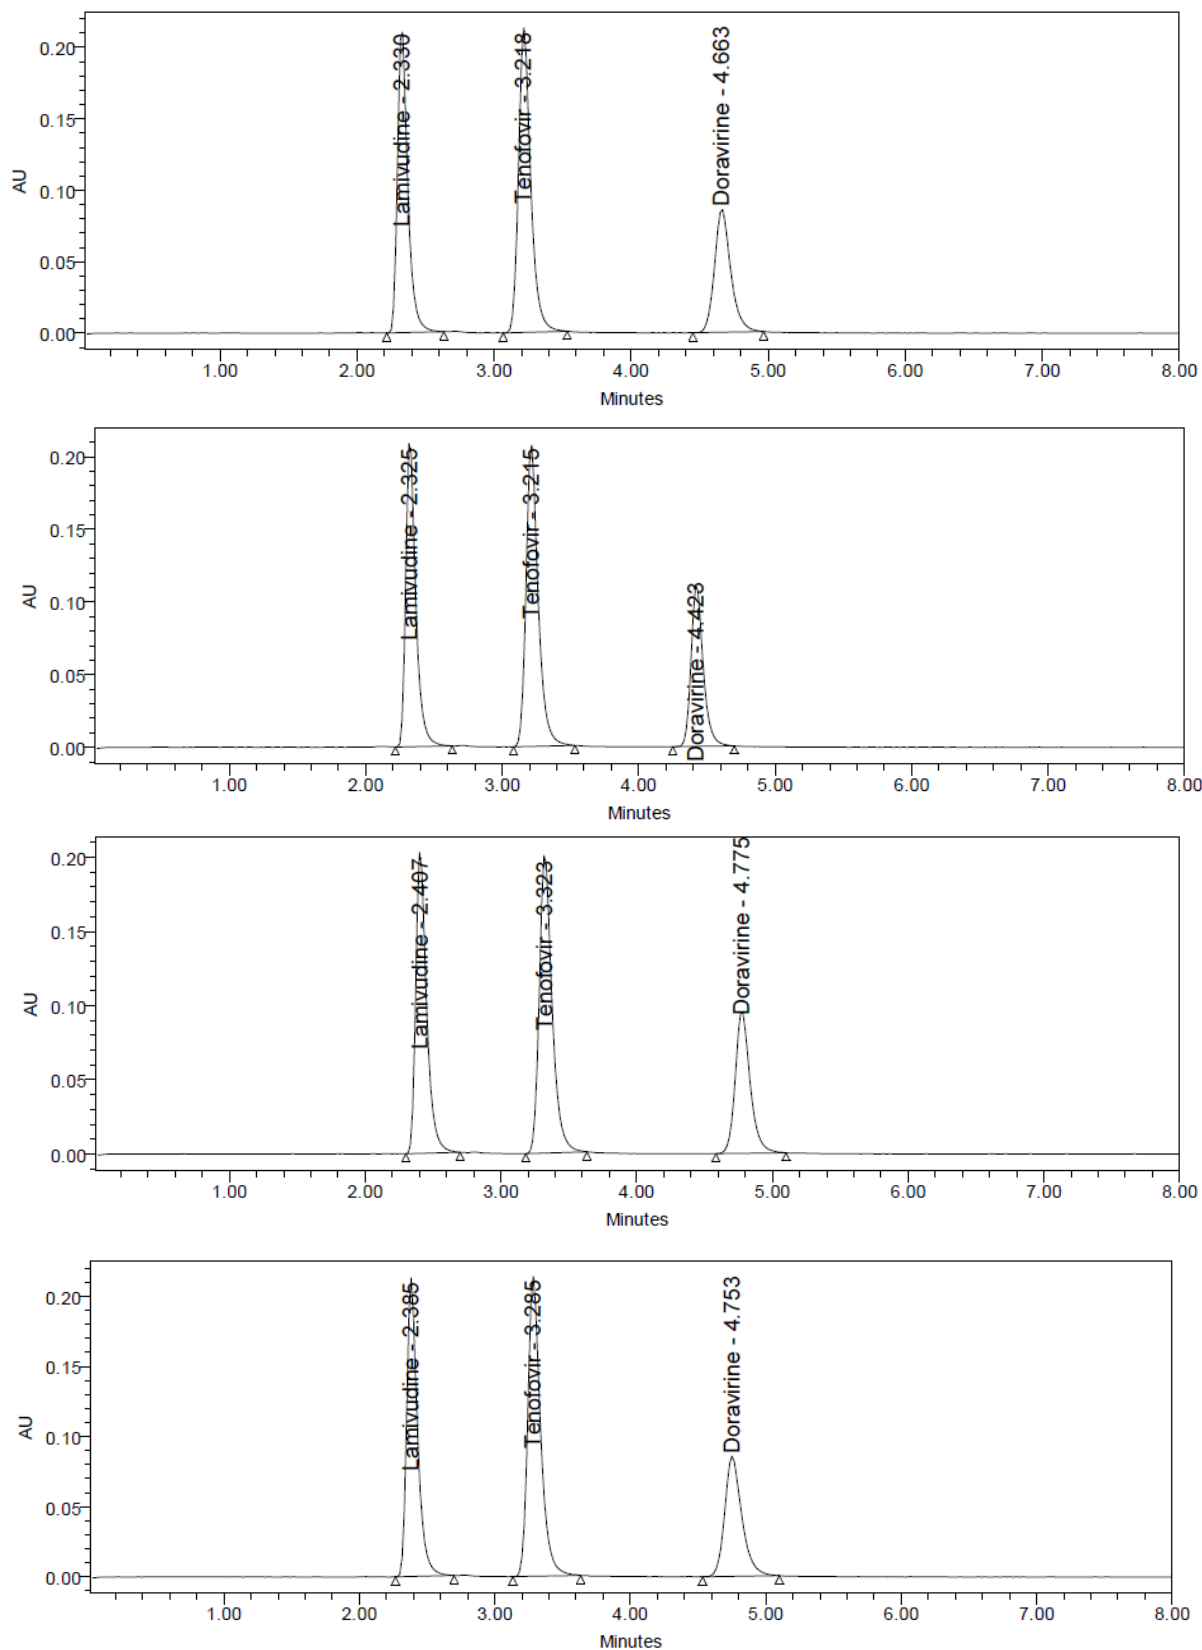 AU
0.20
0.15
0.10
0.05
0.00
Lamivudine - 2.330
Tenofovir - 3.218
Doravirine - 4.663
1.00 2.00 3.00 4.00 5.00 6.00 7.00 8.00
Minutes
AU
0.20
0.15
0.10
0.05
0.00
Lamivudine - 2.325
Tenofovir - 3.215
Doravirine - 4.423
1.00 2.00 3.00 4.00 5.00 6.00 7.00 8.00
Minutes
AU
0.20
0.15
0.10
0.05
0.00
Lamivudine - 2.407
Tenofovir - 3.323
Doravirine - 4.775
1.00 2.00 3.00 4.00 5.00 6.00 7.00 8.00
Minutes
AU
0.20
0.15
0.10
0.05
0.00
Lamivudine - 2.385
Tenofovir - 3.285
Doravirine - 4.753
1.00 2.00 3.00 4.00 5.00 6.00 7.00 8.00
Minutes